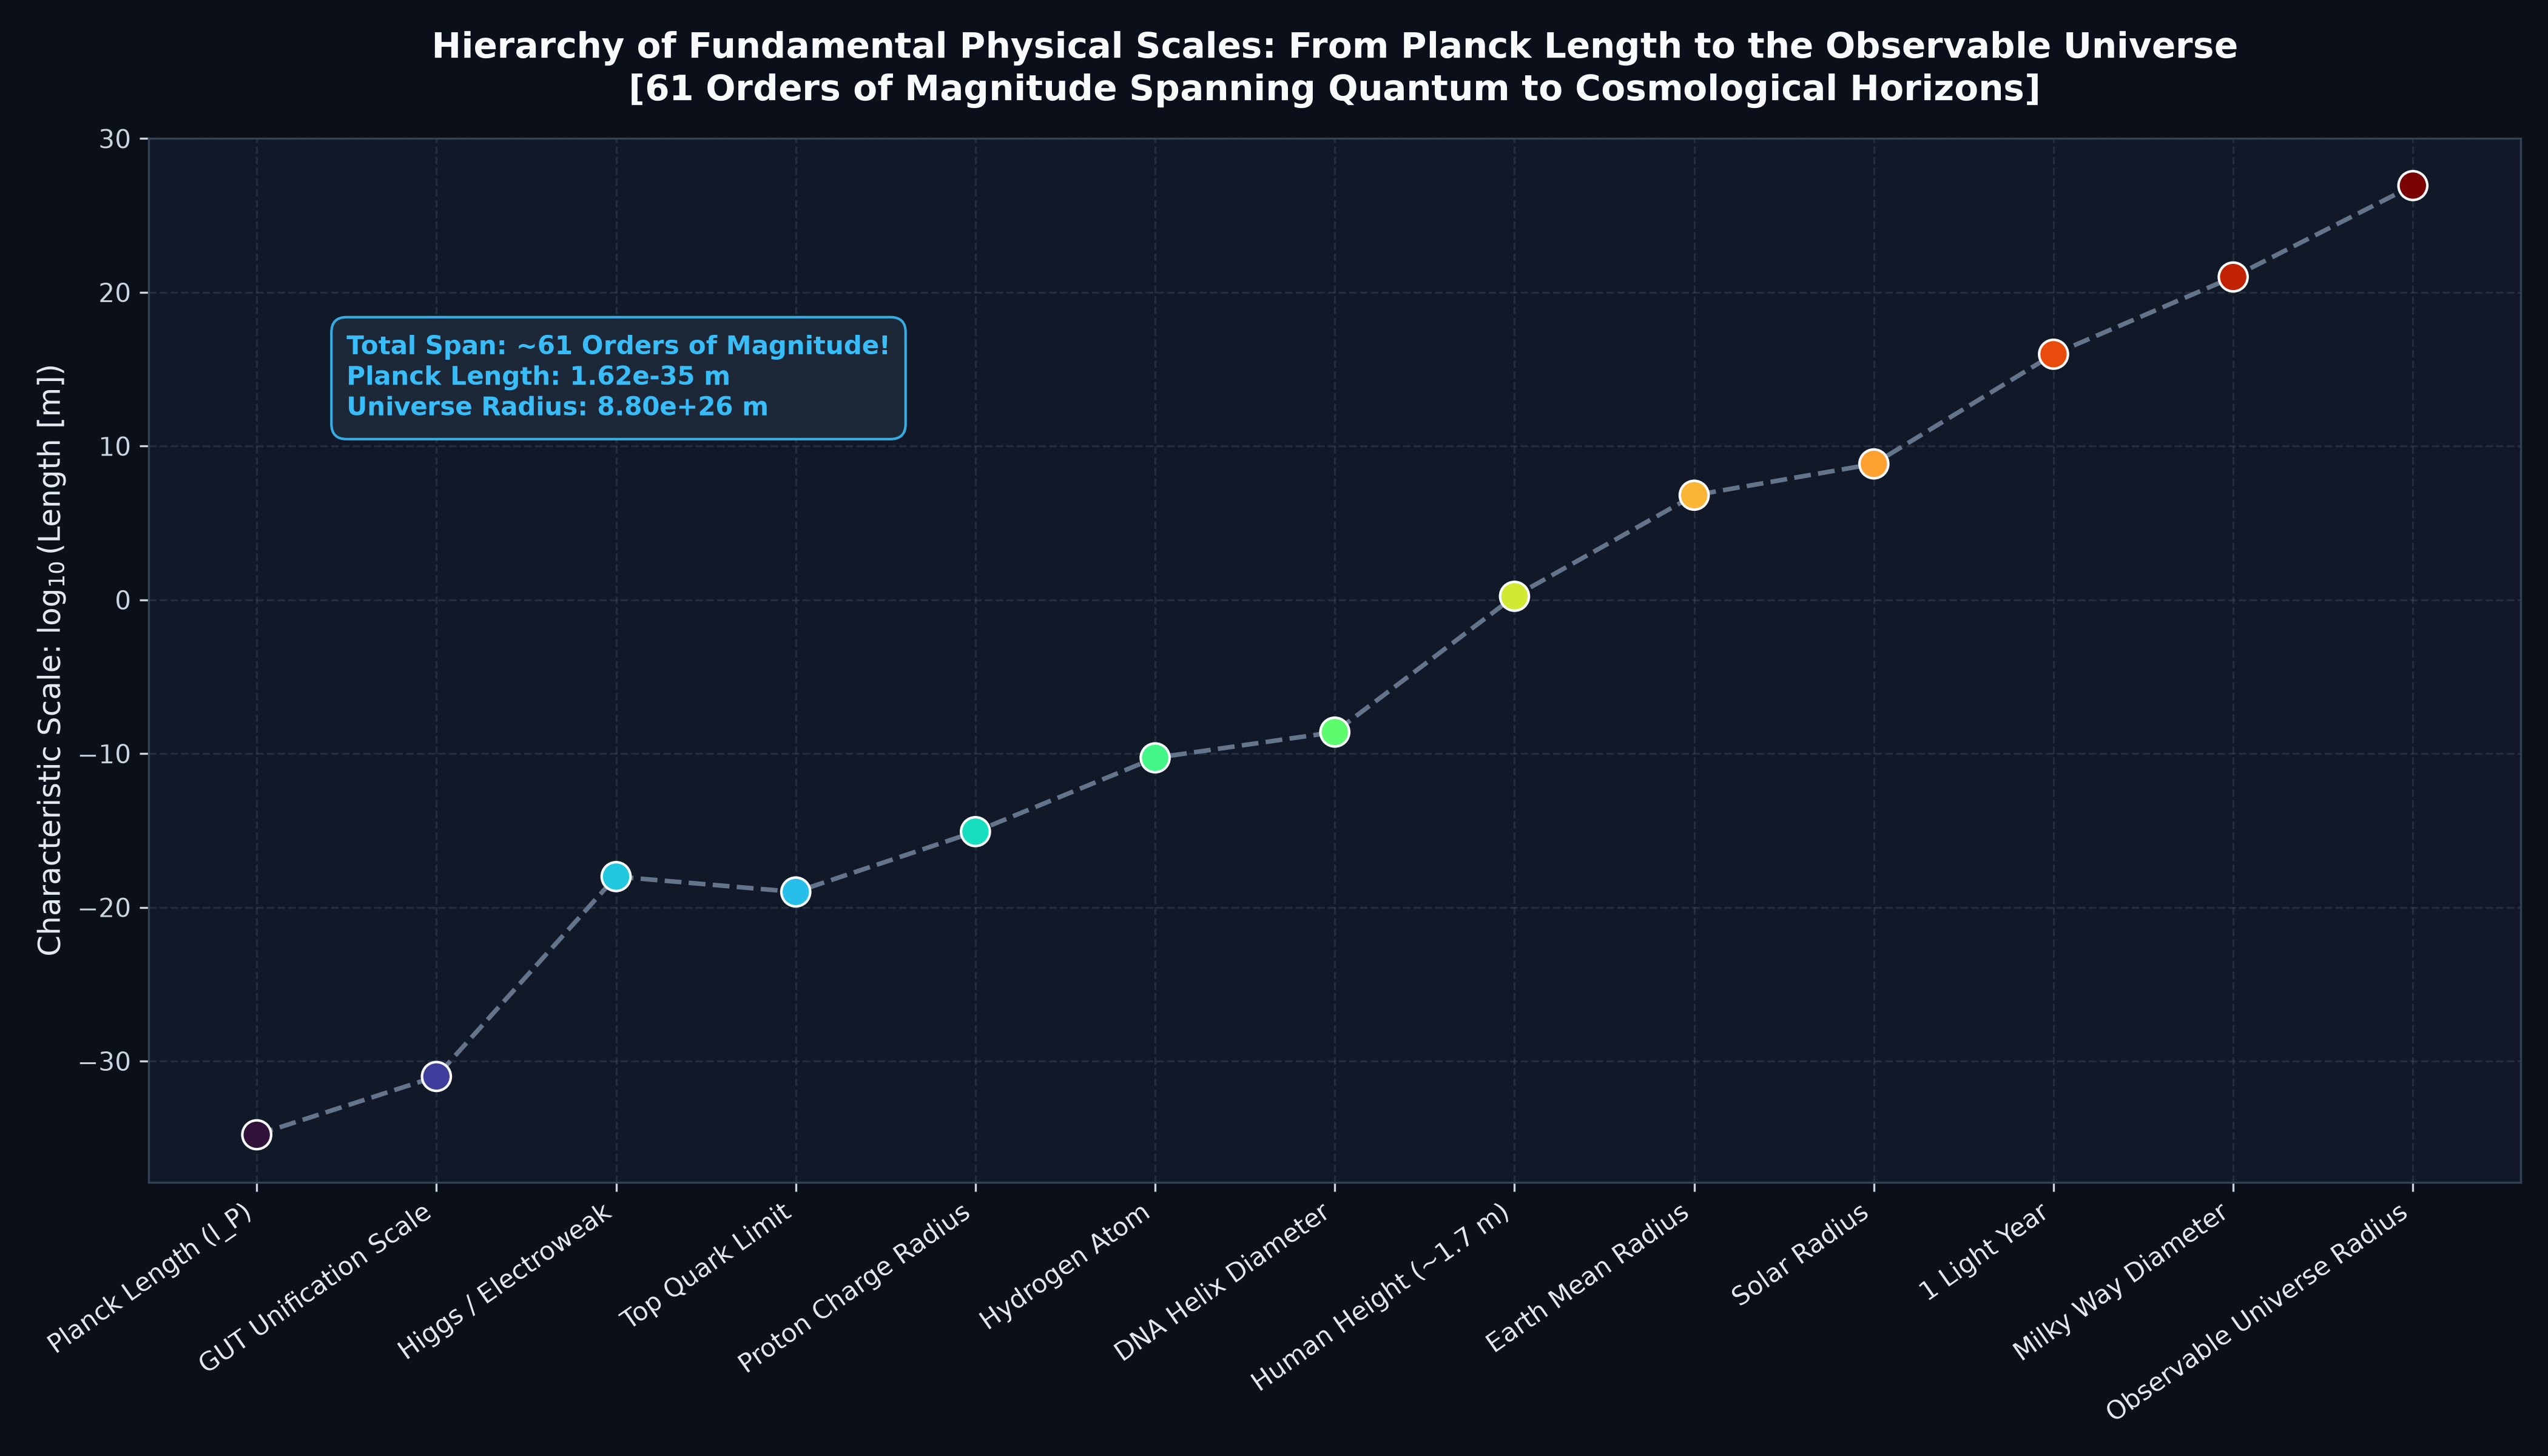 Hierarchy of Fundamental Physical Scales: From Planck Length to the Observable Universe
[61 Orders of Magnitude Spanning Quantum to Cosmological Horizons]
Characteristic Scale: log₁₀(Length [m])
30
20
10
0
−10
−20
−30
Total Span: ~61 Orders of Magnitude!
Planck Length: 1.62e-35 m
Universe Radius: 8.80e+26 m
Planck Length (l_P)
GUT Unification Scale
Higgs / Electroweak
Top Quark Limit
Proton Charge Radius
Hydrogen Atom
DNA Helix Diameter
Human Height (~1.7 m)
Earth Mean Radius
Solar Radius
1 Light Year
Milky Way Diameter
Observable Universe Radius